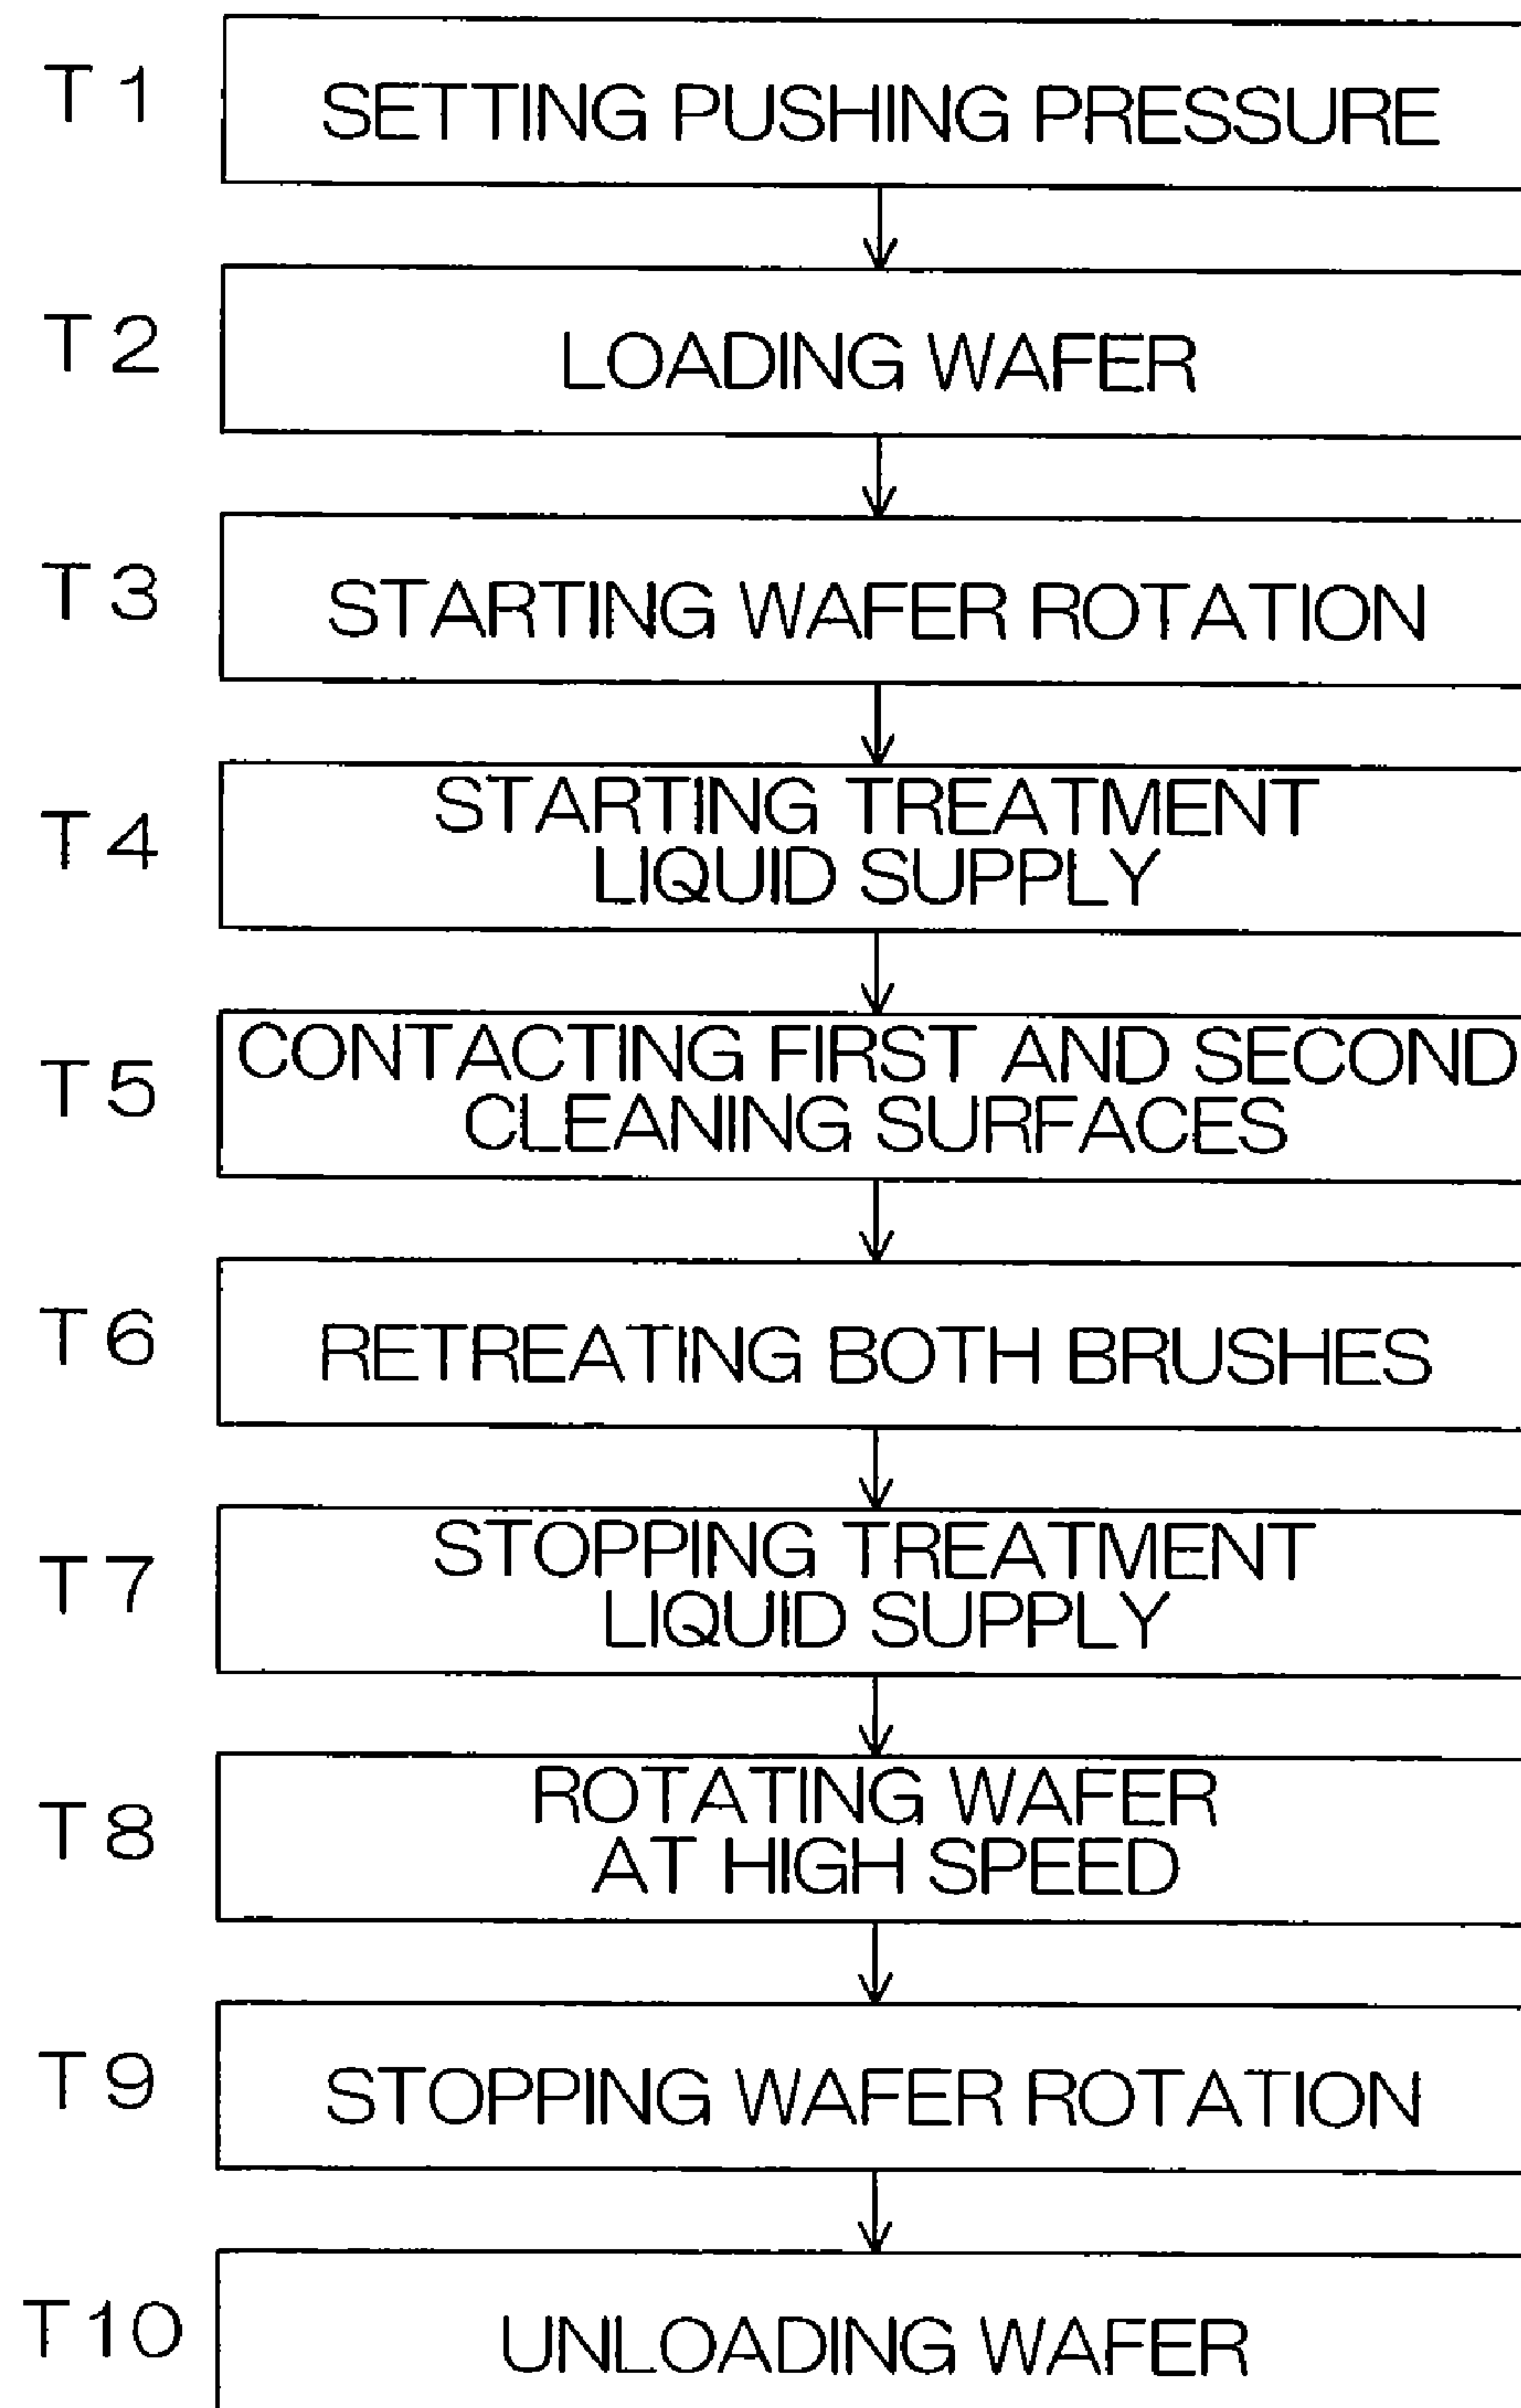 T1 SETTING PUSHING PRESSURE
T2 LOADING WAFER
T3 STARTING WAFER ROTATION
T4 STARTING TREATMENT
LIQUID SUPPLY
T5 CONTACTING FIRST AND SECOND
CLEANING SURFACES
T6 RETREATING BOTH BRUSHES
T7 STOPPING TREATMENT
LIQUID SUPPLY
T8 ROTATING WAFER
AT HIGH SPEED
T9 STOPPING WAFER ROTATION
T10 UNLOADING WAFER